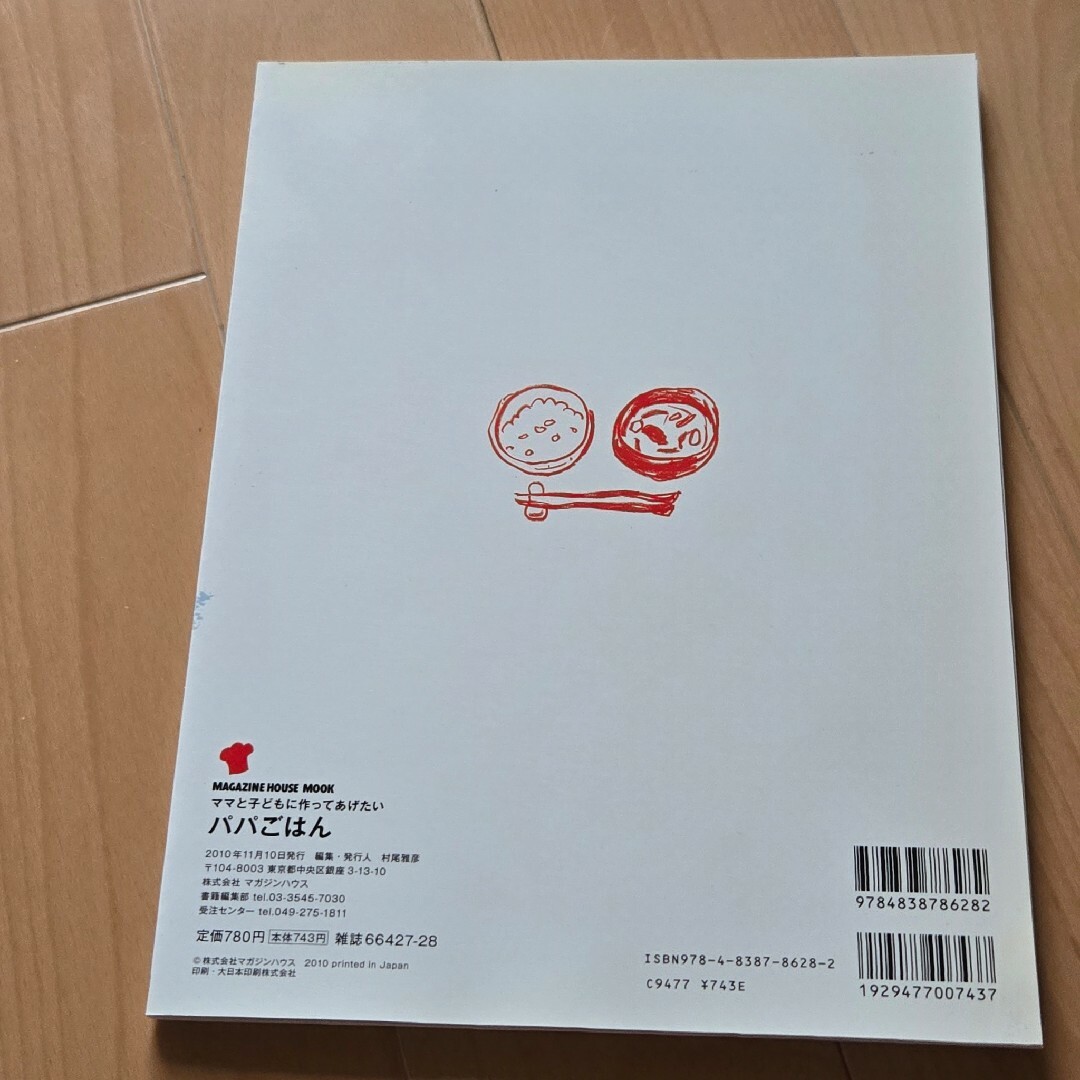 MAGAZINE HOUSE MOOK
ママと子どもに作ってあげたい
パパごはん
2010年11月10日発行　編集・発行人　村尾雅彦
〒104-8003 東京都中央区銀座 3-13-10
株式会社 マガジンハウス
書籍編集部 tel.03-3545-7030
受注センター tel.049-275-1811
定価780円 本体743円 雑誌66427-28
©株式会社マガジンハウス　2010 printed in Japan
印刷・大日本印刷株式会社
ISBN978-4-8387-8628-2
C9477 ¥743E
9784838786282
1929477007437